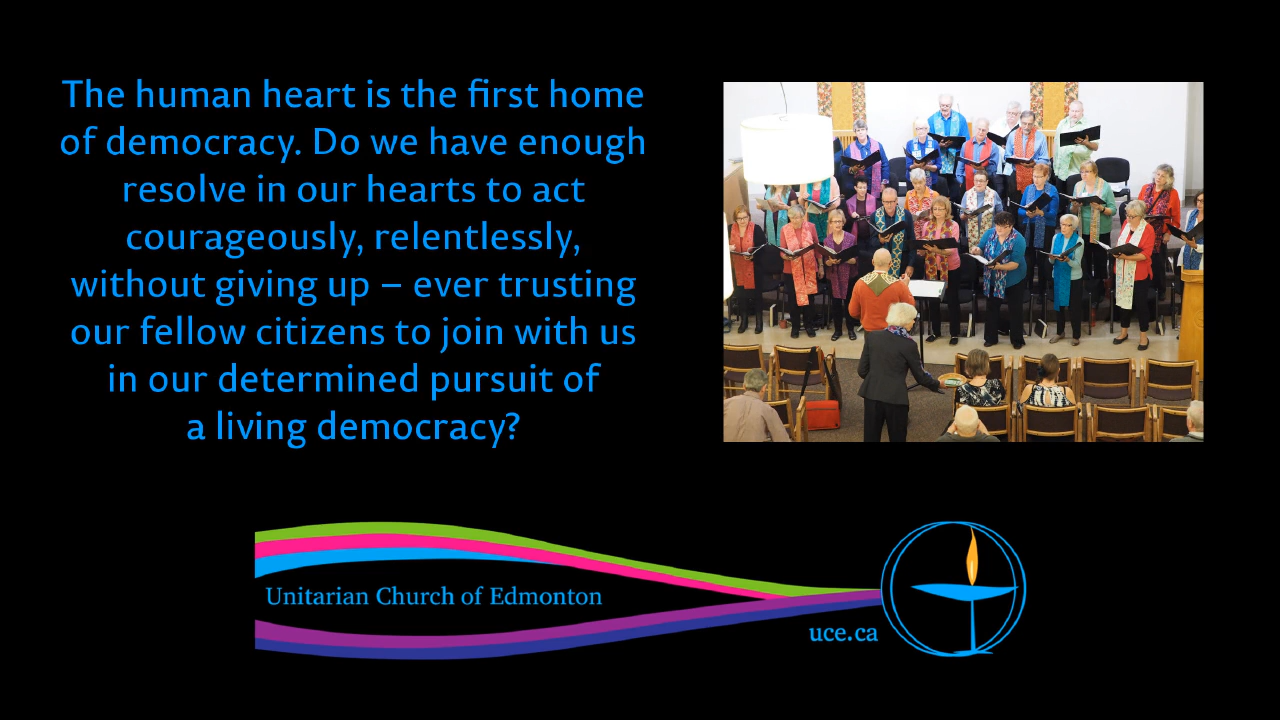 The human heart is the first home
of democracy. Do we have enough
resolve in our hearts to act
courageously, relentlessly,
without giving up – ever trusting
our fellow citizens to join with us
in our determined pursuit of
a living democracy?
Unitarian Church of Edmonton
uce.ca